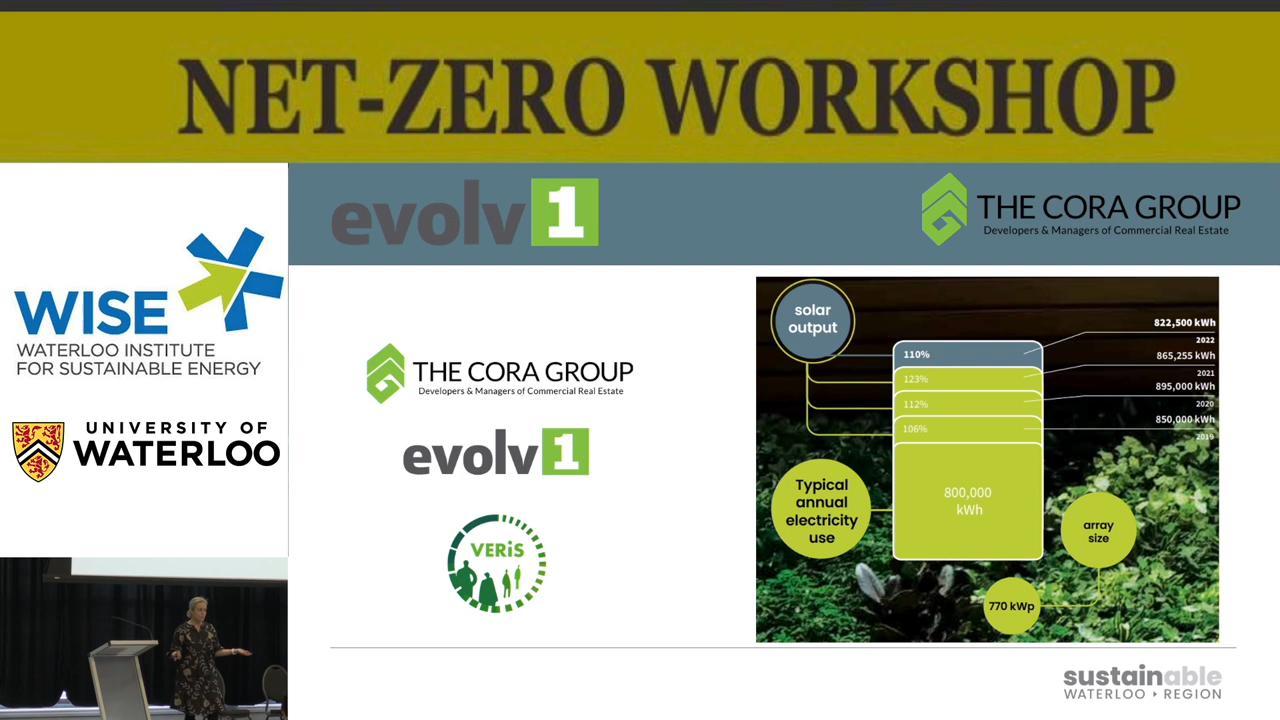 NET-ZERO WORKSHOP
WISE
WATERLOO INSTITUTE
FOR SUSTAINABLE ENERGY
UNIVERSITY OF
WATERLOO
evolv1
THE CORA GROUP
Developers & Managers of Commercial Real Estate
THE CORA GROUP
Developers & Managers of Commercial Real Estate
evolv1
VERiS
solar
output
110%
123%
112%
106%
822,500 kWh
2022
865,255 kWh
2021
895,000 kWh
2020
850,000 kWh
2019
Typical
annual
electricity
use
800,000
kWh
array
size
770 kWp
sustainable
WATERLOO REGION